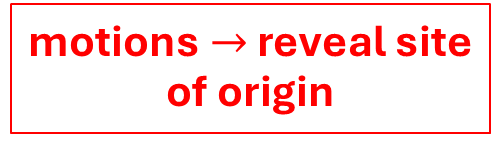 motions → reveal site
of origin